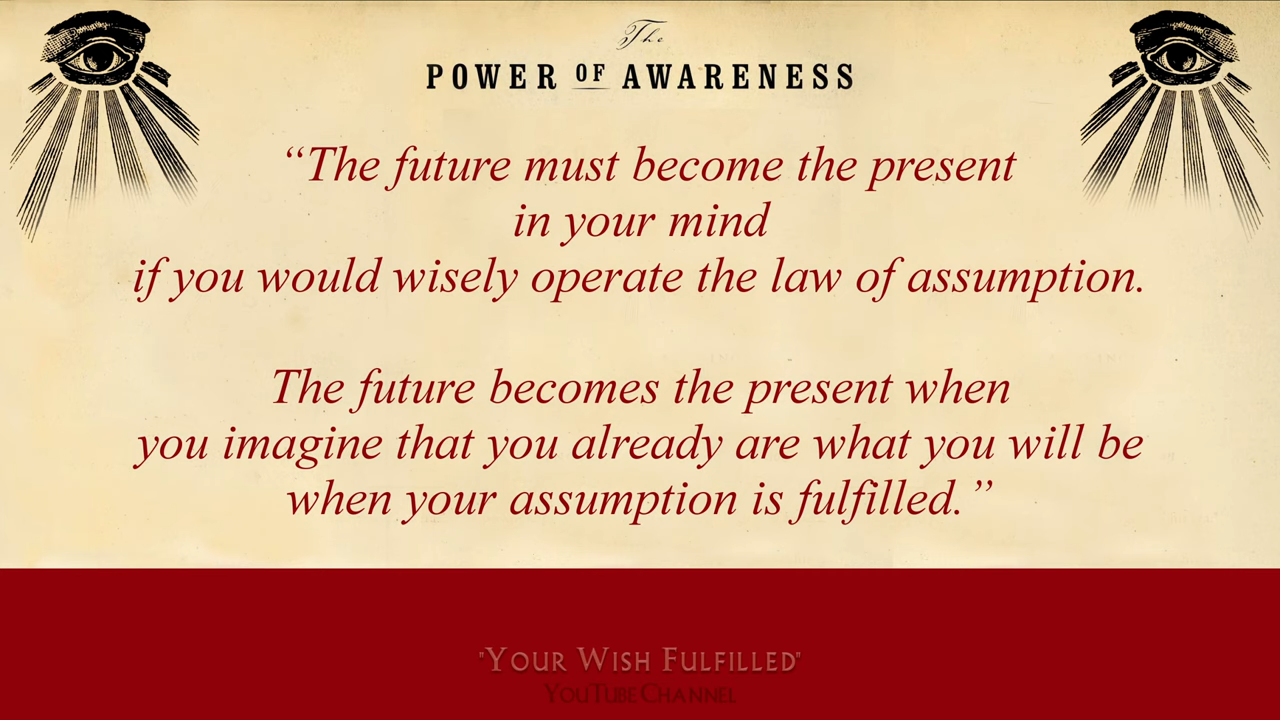 The
POWER OF AWARENESS
“The future must become the present
in your mind
if you would wisely operate the law of assumption.
The future becomes the present when
you imagine that you already are what you will be
when your assumption is fulfilled.”
"YOUR WISH FULFILLED"
YOUTUBE CHANNEL